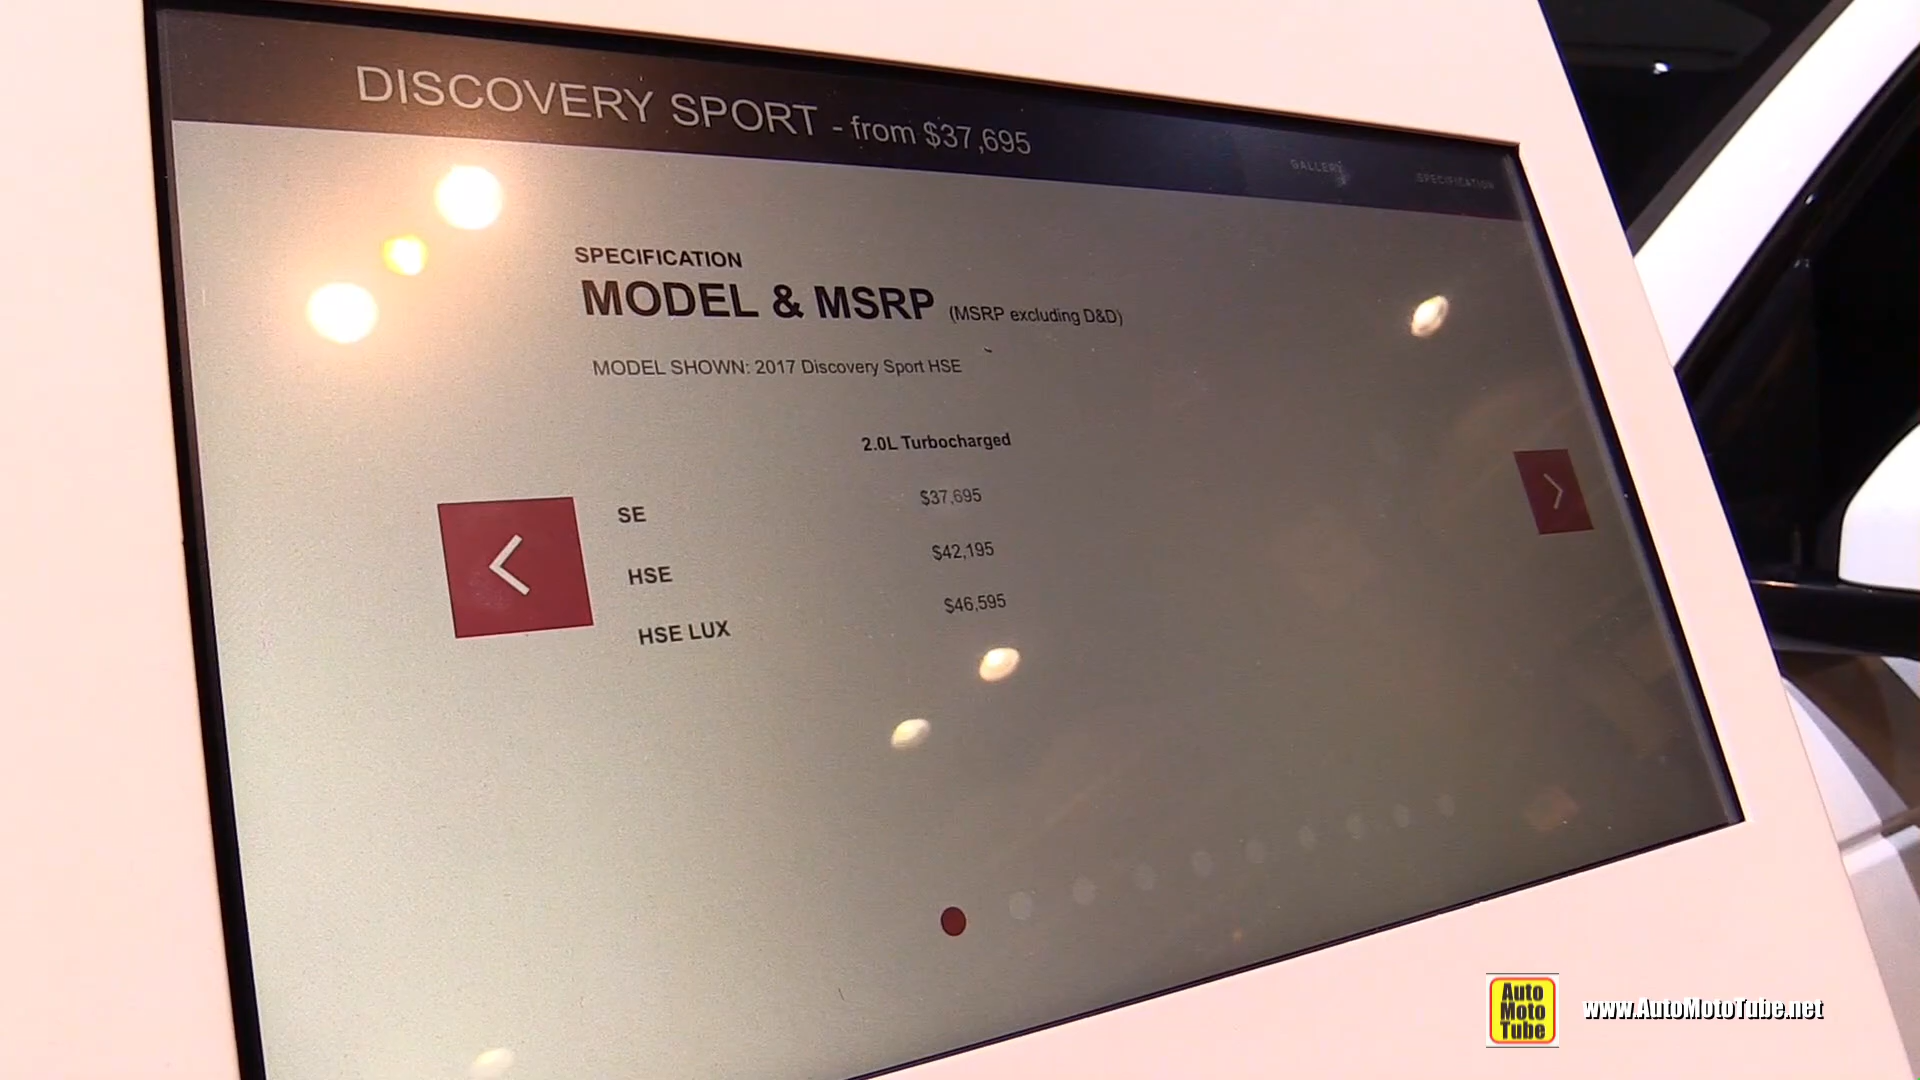 DISCOVERY SPORT - from $37,695
GALLERY
SPECIFICATION
SPECIFICATION
MODEL & MSRP (MSRP excluding D&D)
MODEL SHOWN: 2017 Discovery Sport HSE
2.0L Turbocharged
SE $37,695
HSE $42,195
HSE LUX $46,595
Auto
Moto
Tube
www.AutoMotoTube.net